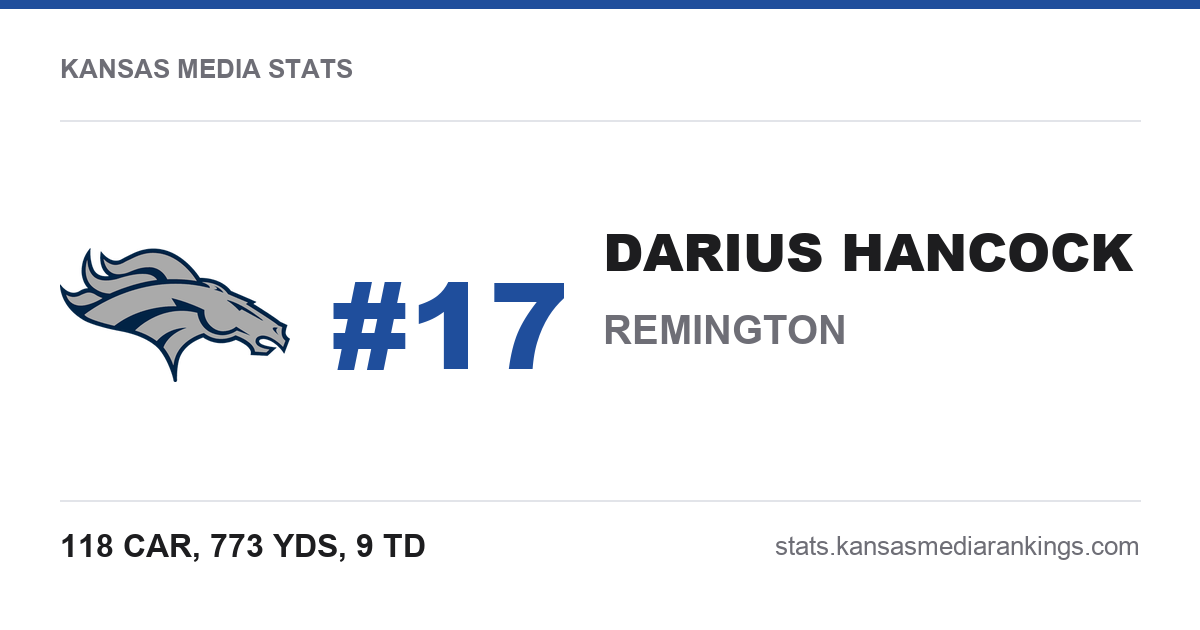 KANSAS MEDIA STATS
#17
DARIUS HANCOCK
REMINGTON
118 CAR, 773 YDS, 9 TD
stats.kansasmediarankings.com